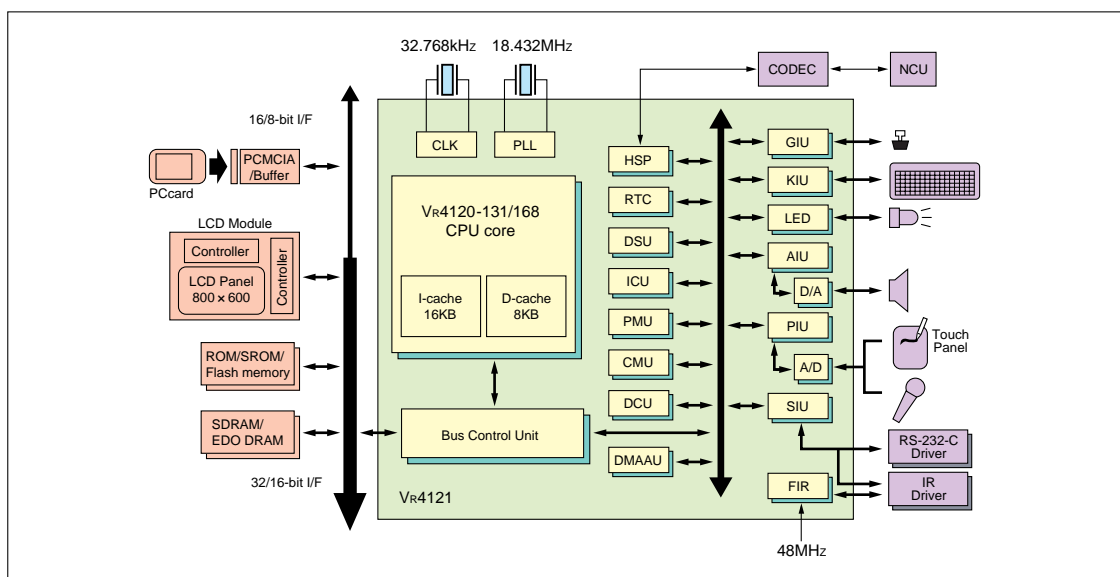 32.768kHz
18.432MHz
CODEC
NCU
16/8-bit I/F
CLK
PLL
GIU
PCMCIA
/Buffer
PCcard
HSP
KIU
VR4120-131/168
CPU core
RTC
LED
LCD Module
Controller
Controller
LCD Panel
800 × 600
DSU
AIU
I-cache
16KB
D-cache
8KB
ICU
D/A
PMU
PIU
Touch
Panel
ROM/SROM/
Flash memory
CMU
A/D
SDRAM/
EDO DRAM
Bus Control Unit
DCU
SIU
RS-232-C
Driver
DMAAU
32/16-bit I/F
VR4121
FIR
IR
Driver
48MHz